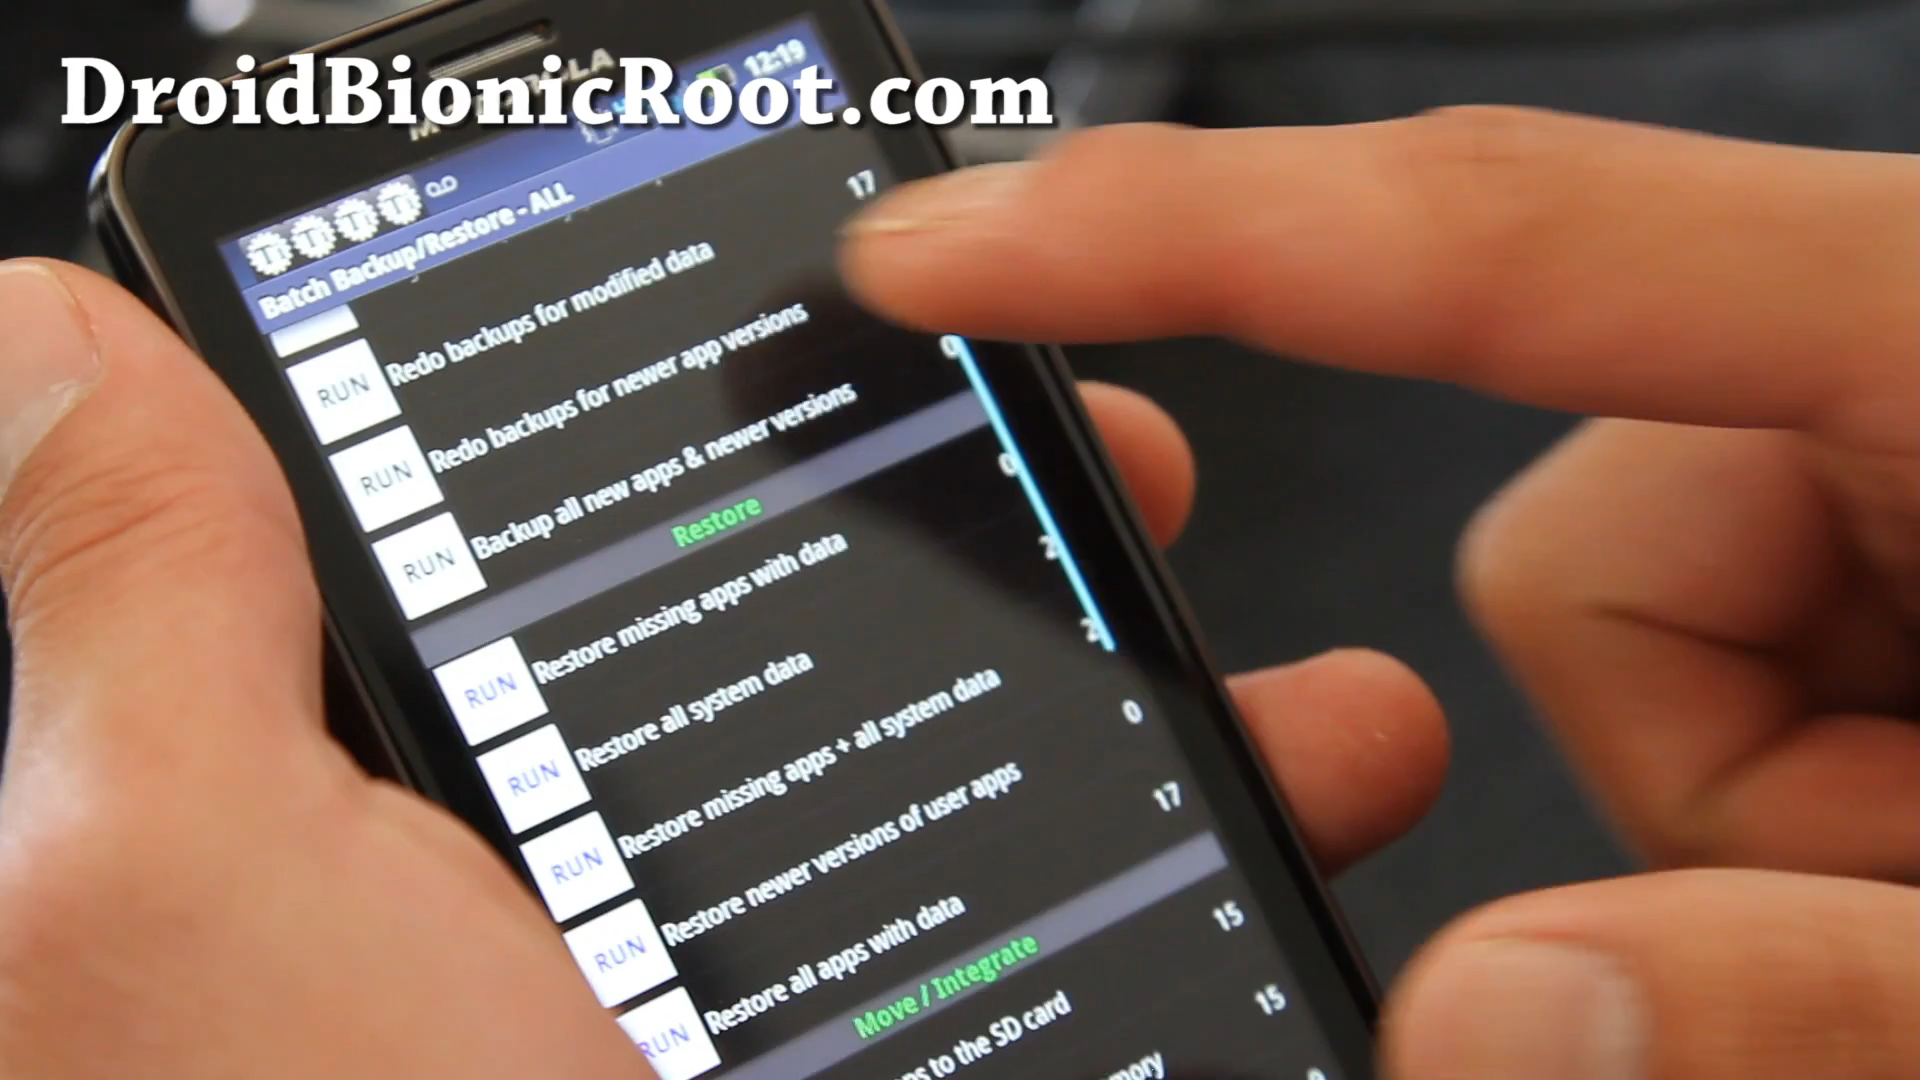 DroidBionicRoot.com
12:19
Batch Backup/Restore - ALL
17
RUN Redo backups for modified data
RUN Redo backups for newer app versions
0
RUN Backup all new apps & newer versions
0
Restore
RUN Restore missing apps with data
2
RUN Restore all system data
2
RUN Restore missing apps + all system data
0
RUN Restore newer versions of user apps
17
RUN Restore all apps with data
Move / Integrate
15
to the SD card
15